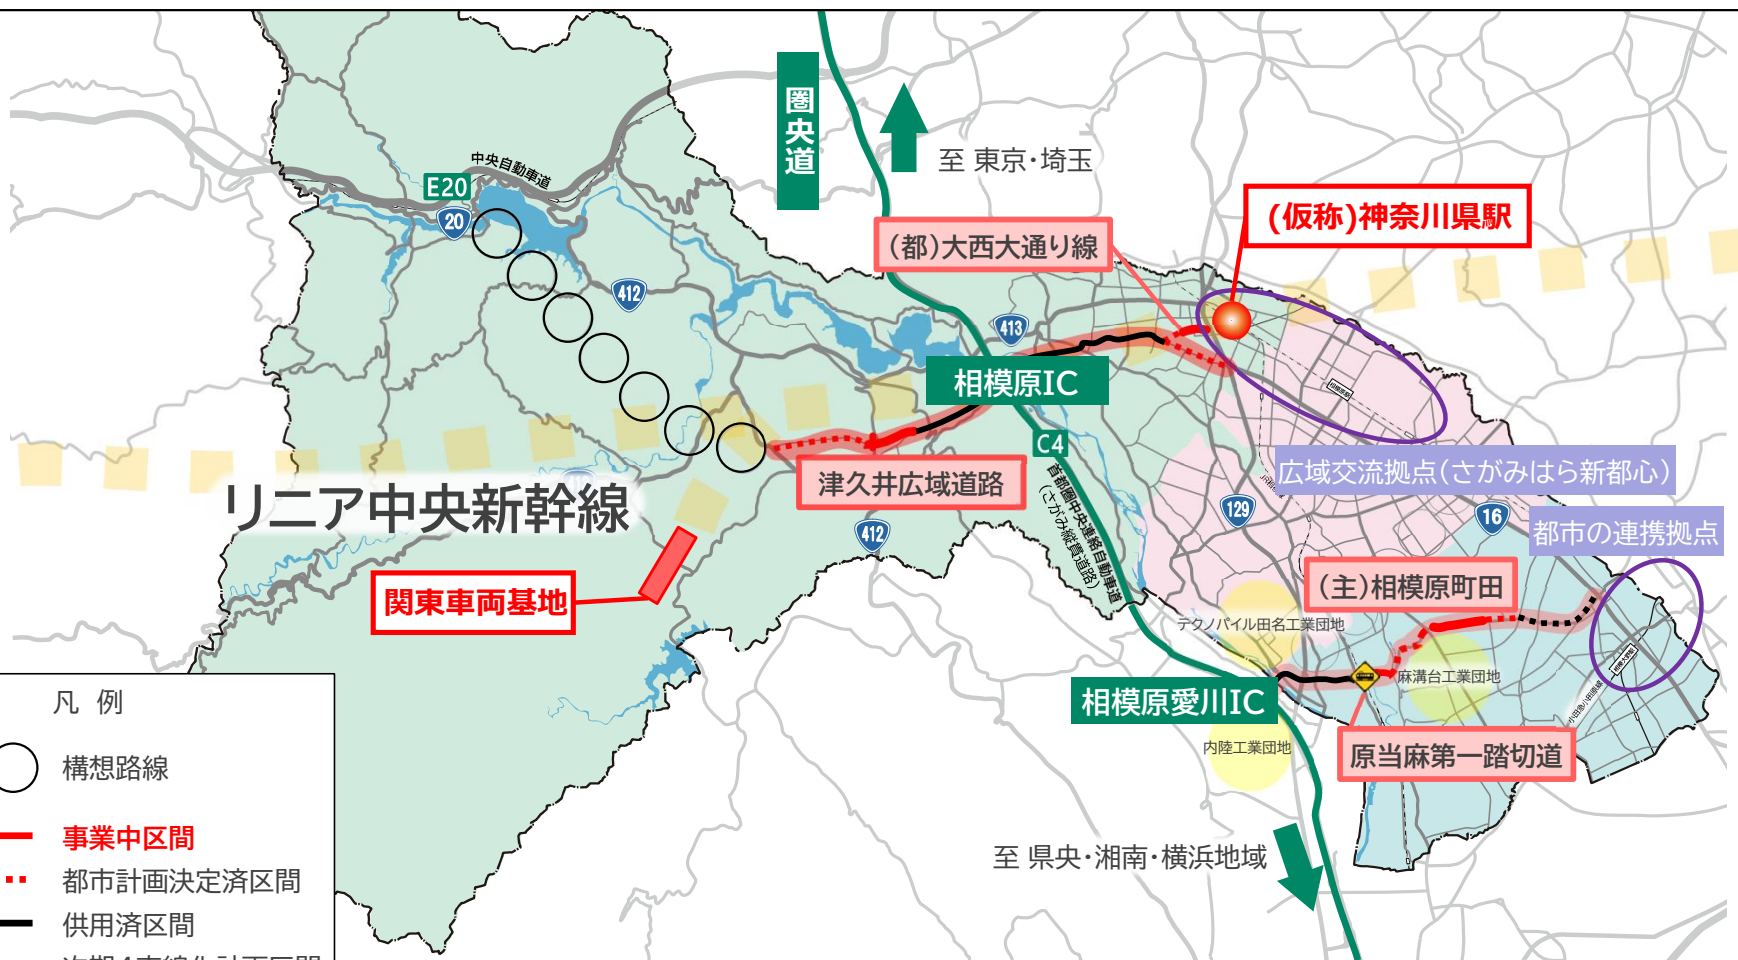 圏央道
至 東京・埼玉
中央自動車道
E20
20
(仮称)神奈川県駅
(都)大西大通り線
412
413
相模原IC
C4
首都圏中央連絡自動車道
(さがみ縦貫道路)
津久井広域道路
リニア中央新幹線
412
関東車両基地
広域交流拠点(さがみはら新都心)
129
16
都市の連携拠点
(主)相模原町田
テクノパイル田名工業団地
麻溝台工業団地
相模原愛川IC
内陸工業団地
原当麻第一踏切道
至 県央・湘南・横浜地域
凡 例
構想路線
事業中区間
都市計画決定済区間
供用済区間